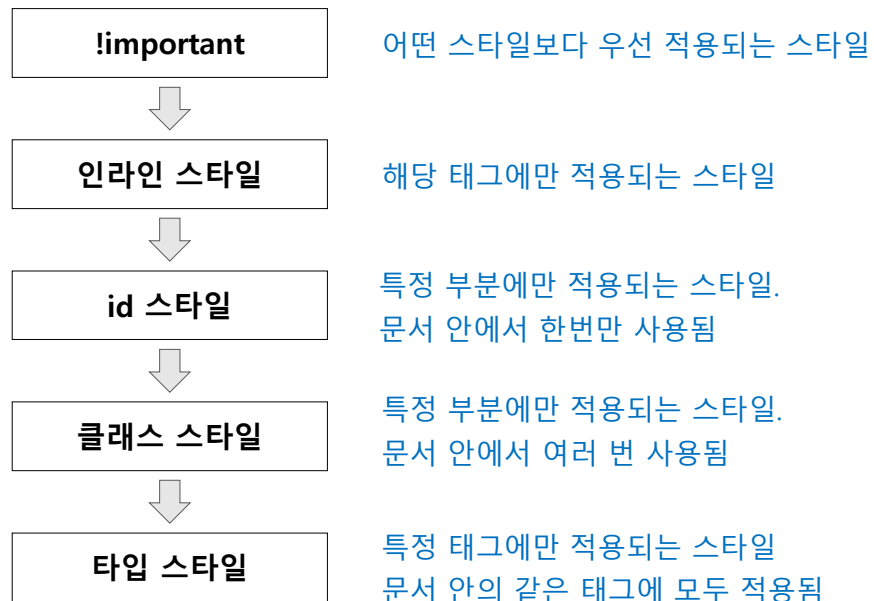 !important
어떤 스타일보다 우선 적용되는 스타일
인라인 스타일
해당 태그에만 적용되는 스타일
id 스타일
특정 부분에만 적용되는 스타일.
문서 안에서 한번만 사용됨
클래스 스타일
특정 부분에만 적용되는 스타일.
문서 안에서 여러 번 사용됨
타입 스타일
특정 태그에만 적용되는 스타일
문서 안의 같은 태그에 모두 적용됨